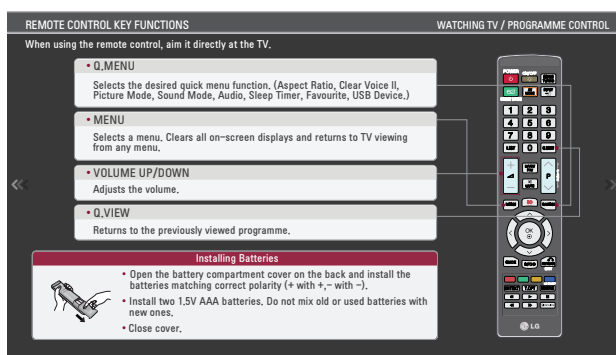 REMOTE CONTROL KEY FUNCTIONS
WATCHING TV / PROGRAMME CONTROL
When using the remote control, aim it directly at the TV.
• Q.MENU
Selects the desired quick menu function. (Aspect Ratio, Clear Voice II,
Picture Mode, Sound Mode, Audio, Sleep Timer, Favourite, USB Device.)
• MENU
Selects a menu. Clears all on-screen displays and returns to TV viewing
from any menu.
• VOLUME UP/DOWN
Adjusts the volume.
• Q.VIEW
Returns to the previously viewed programme.
Installing Batteries
• Open the battery compartment cover on the back and install the
batteries matching correct polarity (+ with +,- with -).
• Install two 1.5V AAA batteries. Do not mix old or used batteries with
new ones.
• Close cover.
POWER
1 2 3
4 5 6
7 8 9
LIST 0 Q.VIEW
P
OK
LG